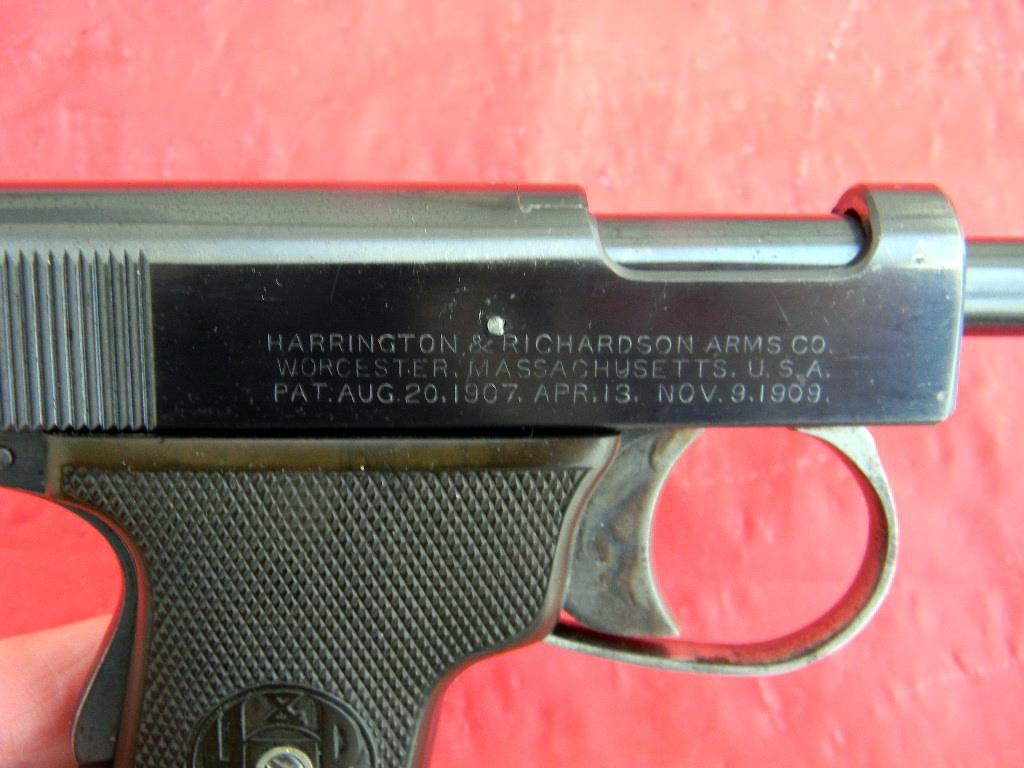 HARRINGTON & RICHARDSON ARMS CO.
WORCESTER, MASSACHUSETTS, U.S.A.
PAT. AUG. 20, 1907. APR. 13, NOV. 9. 1909.
H&R